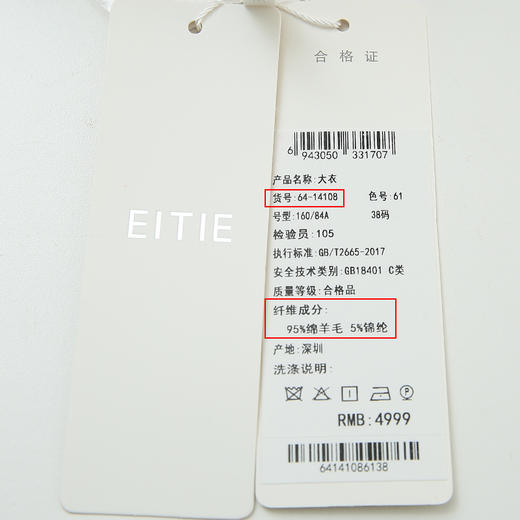 EITIE
合格证
6 943050 331707
产品名称:大衣
货号:64-14108 色号:61
号型:160/84A 38码
检验员:105
执行标准:GB/T2665-2017
安全技术类别:GB18401 C类
质量等级:合格品
纤维成分:
95%绵羊毛 5%锦纶
产地:深圳
洗涤说明:
P
RMB:4999
64141086138